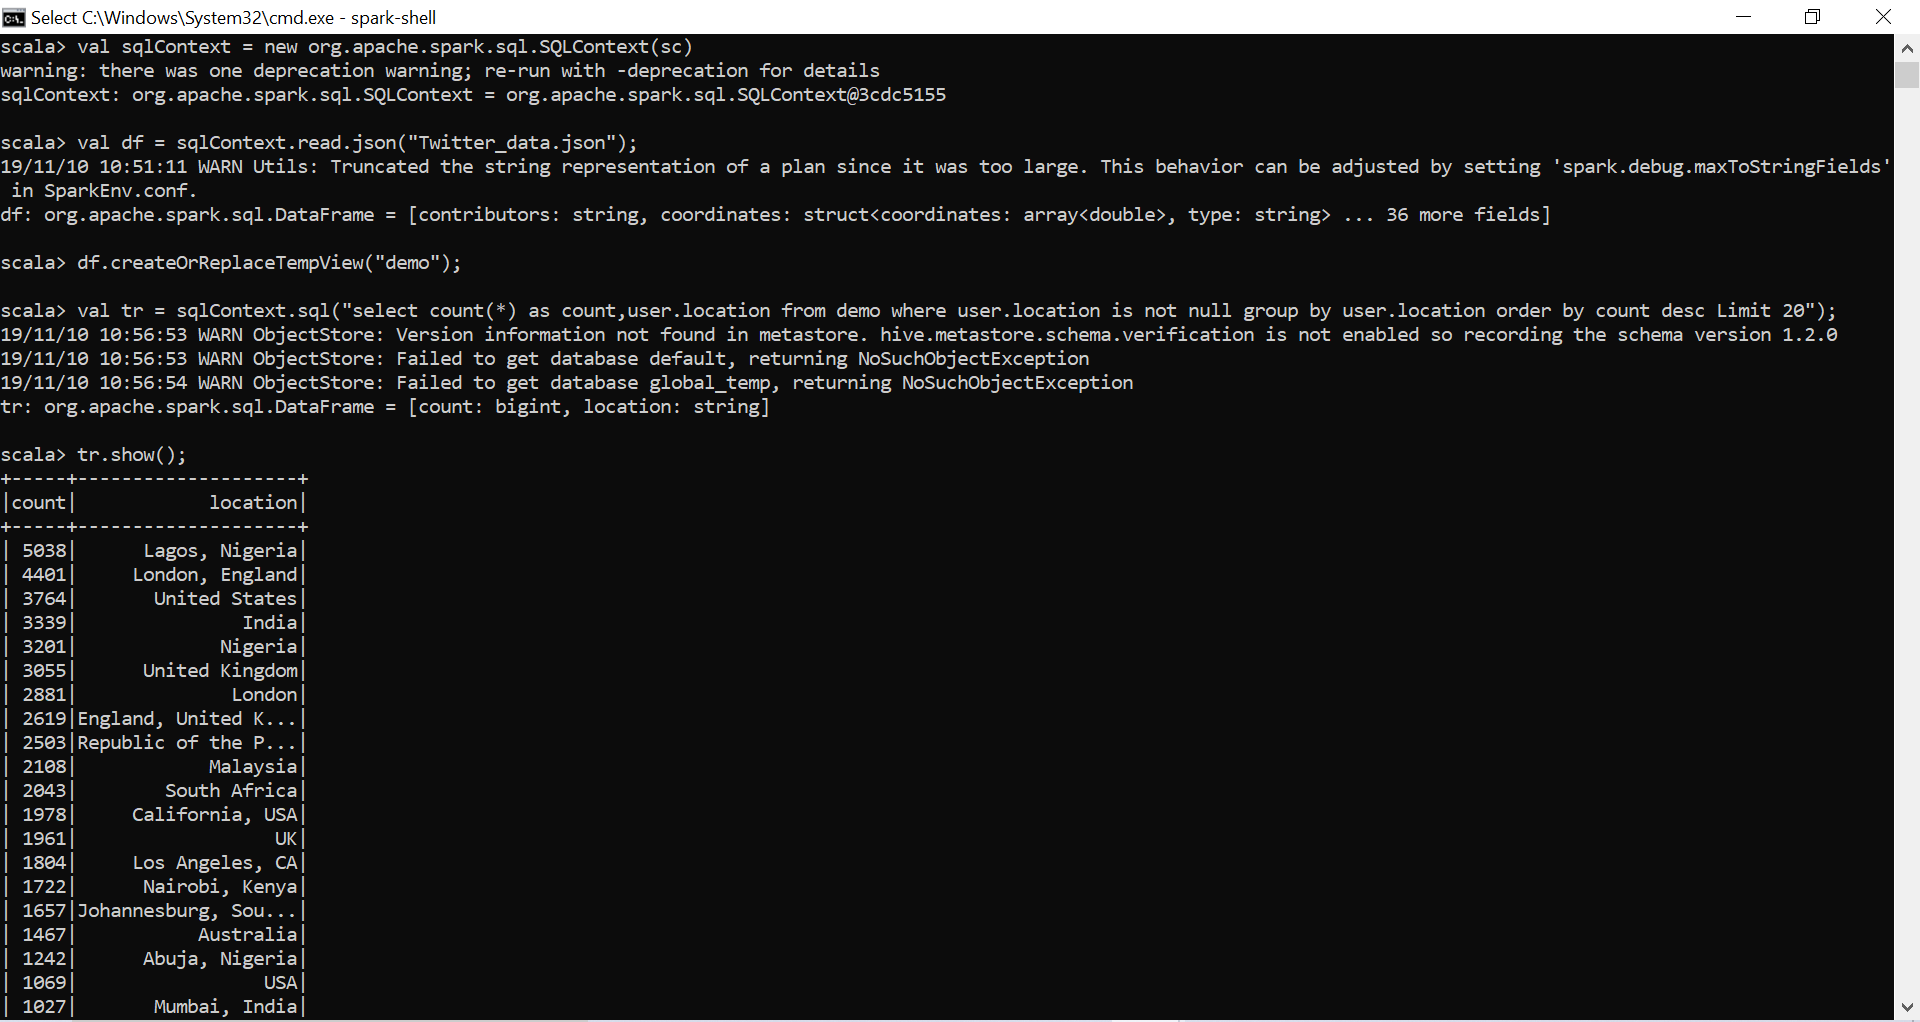 Select C:\Windows\System32\cmd.exe - spark-shell
scala> val sqlContext = new org.apache.spark.sql.SQLContext(sc)
warning: there was one deprecation warning; re-run with -deprecation for details
sqlContext: org.apache.spark.sql.SQLContext = org.apache.spark.sql.SQLContext@3cdc5155
scala> val df = sqlContext.read.json("Twitter_data.json");
19/11/10 10:51:11 WARN Utils: Truncated the string representation of a plan since it was too large. This behavior can be adjusted by setting 'spark.debug.maxToStringFields'
 in SparkEnv.conf.
df: org.apache.spark.sql.DataFrame = [contributors: string, coordinates: struct<coordinates: array<double>, type: string> ... 36 more fields]
scala> df.createOrReplaceTempView("demo");
scala> val tr = sqlContext.sql("select count(*) as count,user.location from demo where user.location is not null group by user.location order by count desc Limit 20");
19/11/10 10:56:53 WARN ObjectStore: Version information not found in metastore. hive.metastore.schema.verification is not enabled so recording the schema version 1.2.0
19/11/10 10:56:53 WARN ObjectStore: Failed to get database default, returning NoSuchObjectException
19/11/10 10:56:54 WARN ObjectStore: Failed to get database global_temp, returning NoSuchObjectException
tr: org.apache.spark.sql.DataFrame = [count: bigint, location: string]
scala> tr.show();
+-----+--------------------+
|count|            location|
+-----+--------------------+
| 5038|      Lagos, Nigeria|
| 4401|     London, England|
| 3764|       United States|
| 3339|               India|
| 3201|             Nigeria|
| 3055|      United Kingdom|
| 2881|              London|
| 2619|England, United K...|
| 2503|Republic of the P...|
| 2108|            Malaysia|
| 2043|        South Africa|
| 1978|     California, USA|
| 1961|                  UK|
| 1804|     Los Angeles, CA|
| 1722|      Nairobi, Kenya|
| 1657|Johannesburg, Sou...|
| 1467|           Australia|
| 1242|      Abuja, Nigeria|
| 1069|                 USA|
| 1027|       Mumbai, India|